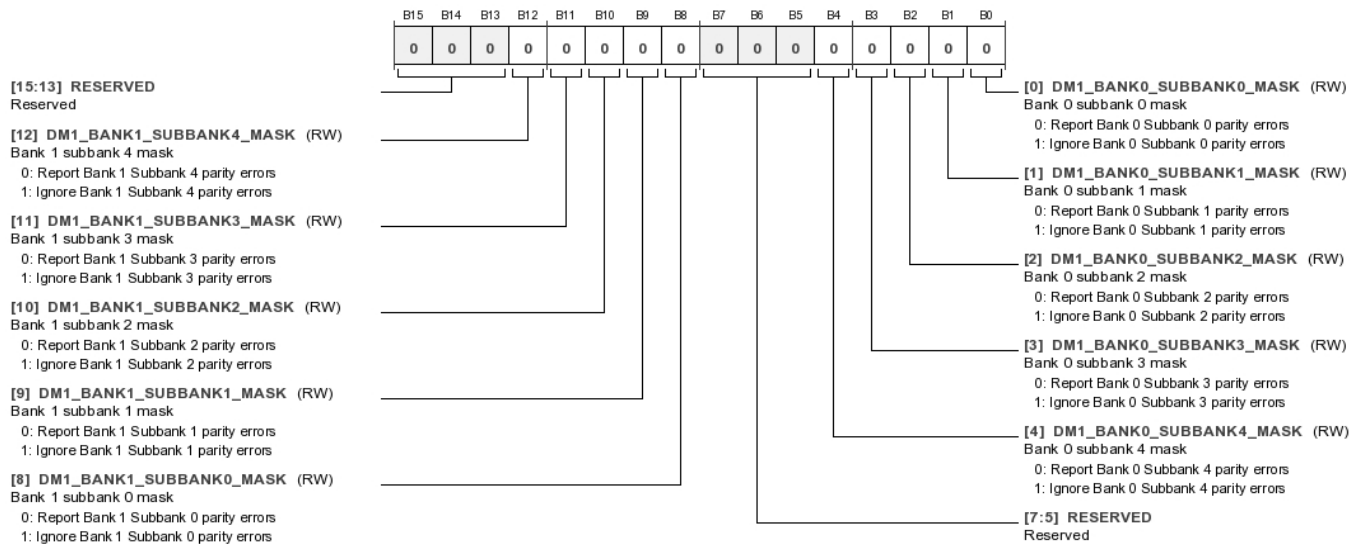 B15 B14 B13 B12 B11 B10 B9 B8 B7 B6 B5 B4 B3 B2 B1 B0
0 0 0 0 0 0 0 0 0 0 0 0 0 0 0 0
[15:13] RESERVED
Reserved
[12] DM1_BANK1_SUBBANK4_MASK (RW)
Bank 1 subbank 4 mask
0: Report Bank 1 Subbank 4 parity errors
1: Ignore Bank 1 Subbank 4 parity errors
[11] DM1_BANK1_SUBBANK3_MASK (RW)
Bank 1 subbank 3 mask
0: Report Bank 1 Subbank 3 parity errors
1: Ignore Bank 1 Subbank 3 parity errors
[10] DM1_BANK1_SUBBANK2_MASK (RW)
Bank 1 subbank 2 mask
0: Report Bank 1 Subbank 2 parity errors
1: Ignore Bank 1 Subbank 2 parity errors
[9] DM1_BANK1_SUBBANK1_MASK (RW)
Bank 1 subbank 1 mask
0: Report Bank 1 Subbank 1 parity errors
1: Ignore Bank 1 Subbank 1 parity errors
[8] DM1_BANK1_SUBBANK0_MASK (RW)
Bank 1 subbank 0 mask
0: Report Bank 1 Subbank 0 parity errors
1: Ignore Bank 1 Subbank 0 parity errors
[0] DM1_BANK0_SUBBANK0_MASK (RW)
Bank 0 subbank 0 mask
0: Report Bank 0 Subbank 0 parity errors
1: Ignore Bank 0 Subbank 0 parity errors
[1] DM1_BANK0_SUBBANK1_MASK (RW)
Bank 0 subbank 1 mask
0: Report Bank 0 Subbank 1 parity errors
1: Ignore Bank 0 Subbank 1 parity errors
[2] DM1_BANK0_SUBBANK2_MASK (RW)
Bank 0 subbank 2 mask
0: Report Bank 0 Subbank 2 parity errors
1: Ignore Bank 0 Subbank 2 parity errors
[3] DM1_BANK0_SUBBANK3_MASK (RW)
Bank 0 subbank 3 mask
0: Report Bank 0 Subbank 3 parity errors
1: Ignore Bank 0 Subbank 3 parity errors
[4] DM1_BANK0_SUBBANK4_MASK (RW)
Bank 0 subbank 4 mask
0: Report Bank 0 Subbank 4 parity errors
1: Ignore Bank 0 Subbank 4 parity errors
[7:5] RESERVED
Reserved